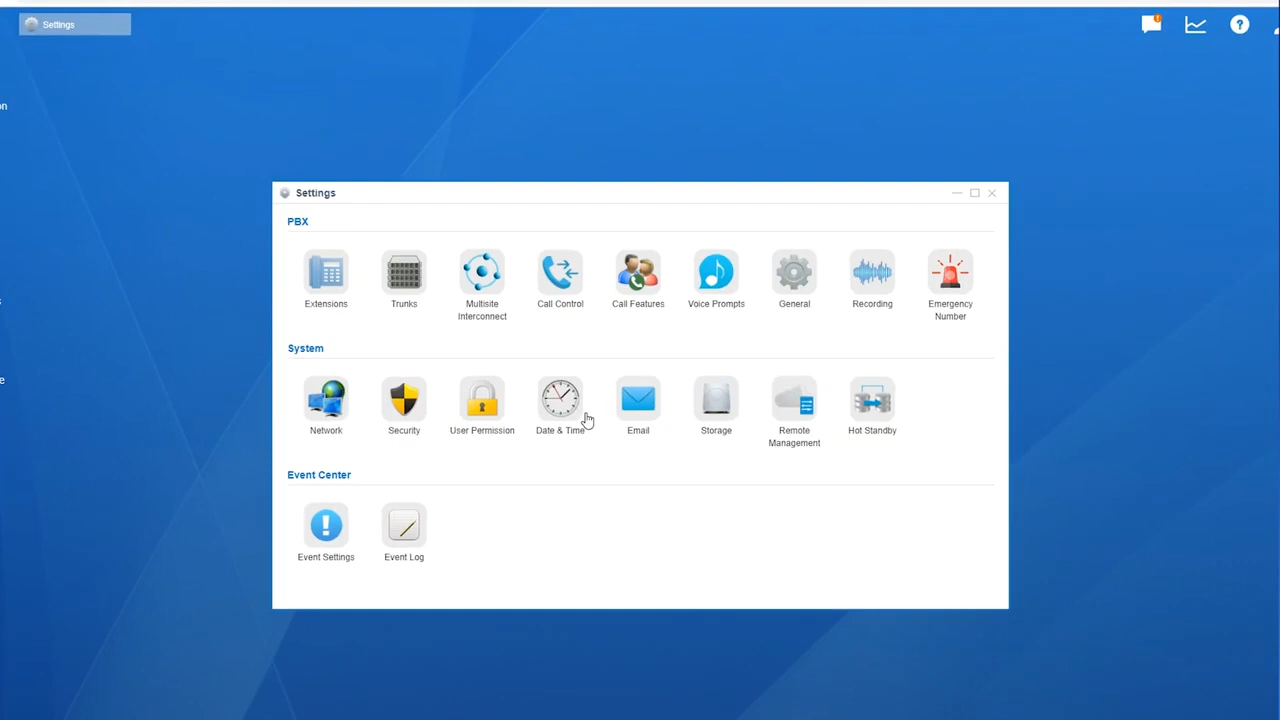 Settings
on
s
e
Settings
PBX
Extensions
Trunks
Multisite
Interconnect
Call Control
Call Features
Voice Prompts
General
Recording
Emergency
Number
System
Network
Security
User Permission
Date & Time
Email
Storage
Remote
Management
Hot Standby
Event Center
Event Settings
Event Log